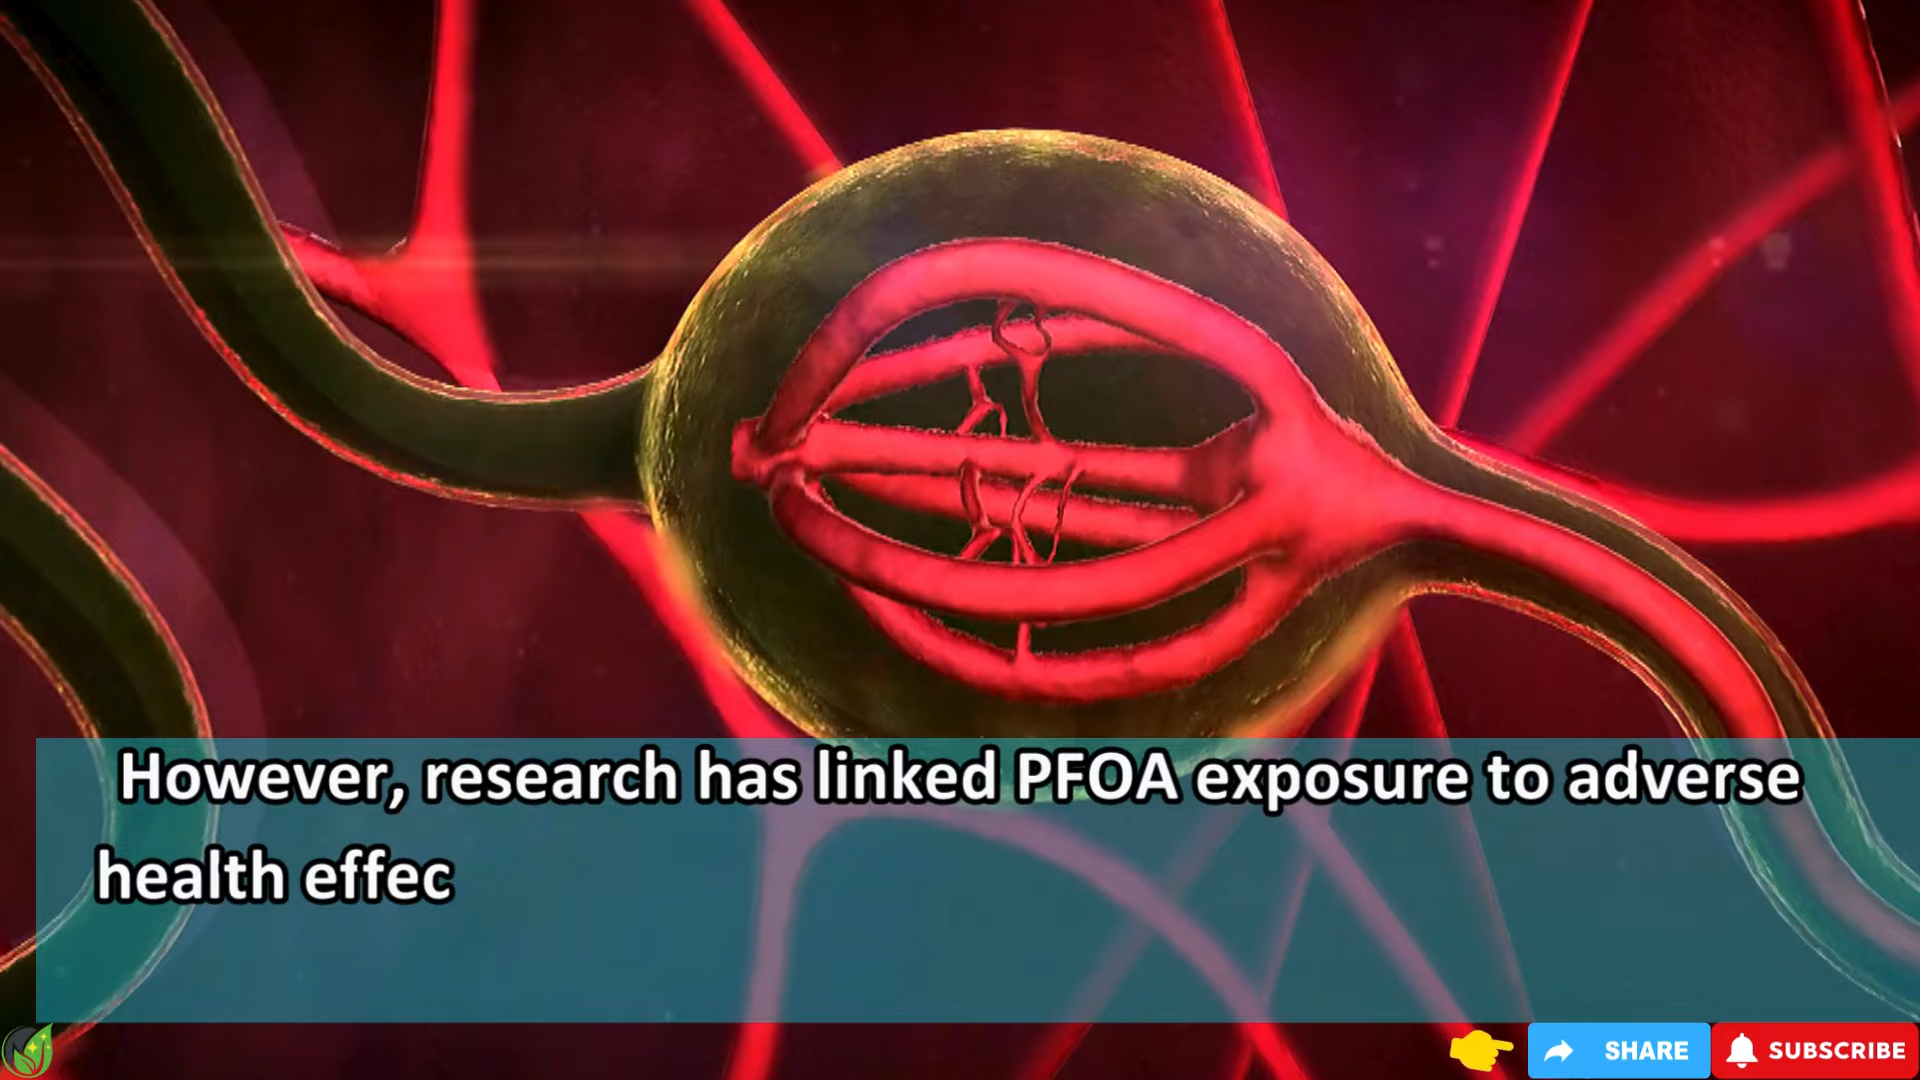 However, research has linked PFOA exposure to adverse
health effec
SHARE
SUBSCRIBE